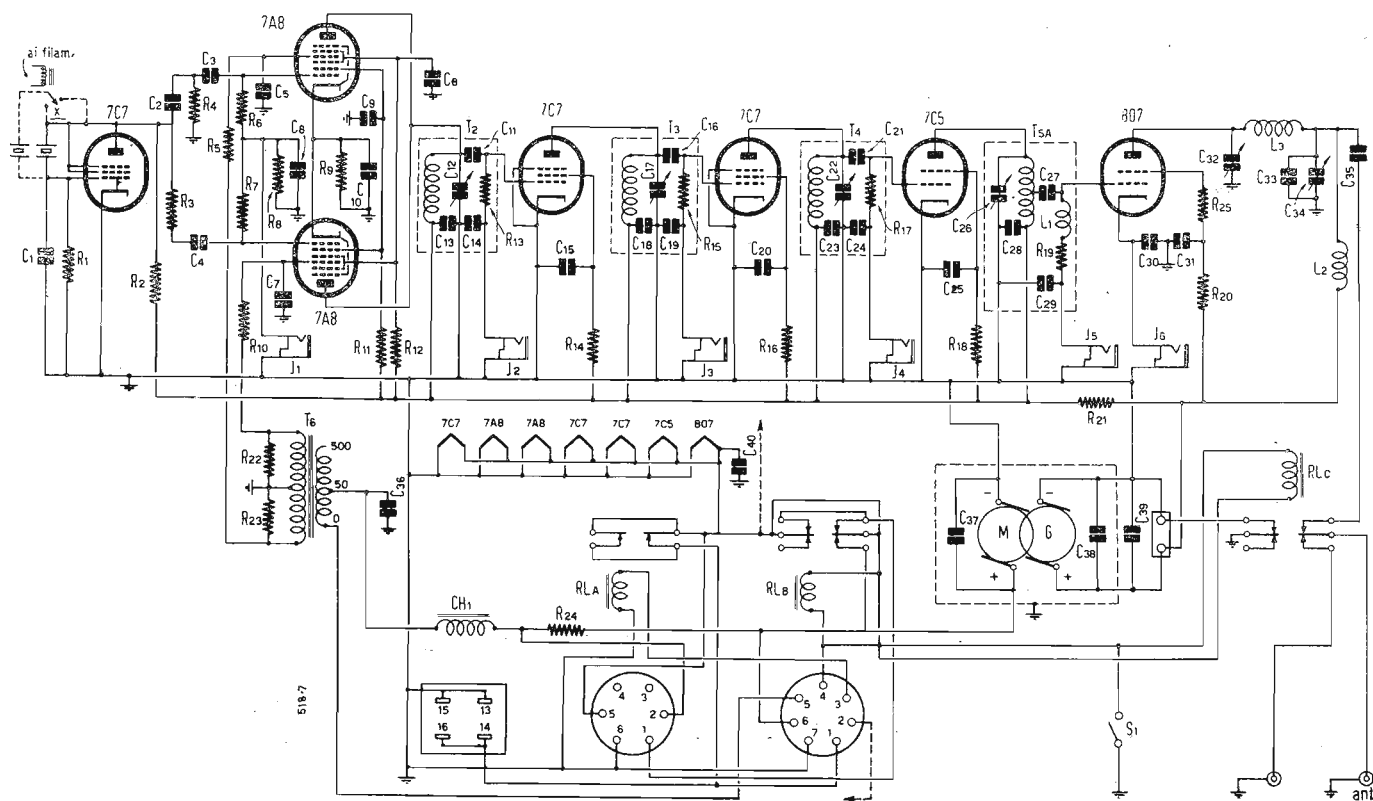 7A8
ai filam.
X
7C7
C1
R1
C2
R2
R3
C3
R4
C4
R5
R6
C5
R7
R8
C8
R9
C9
C10
C7
7A8
R10
J1
R11
R12
C8
T2
C11
C12
C13
C14
R13
J2
7C7
C15
R14
T3
C16
C17
C18
C19
R15
J3
7C7
C20
R16
T4
C21
C22
C23
C24
R17
J4
7C5
C25
R18
T5A
C26
C27
C28
L1
R19
C29
J5
807
C30
C31
J6
R25
R20
C32
L3
C33
C34
C35
L2
R21
T6
R22
R23
500
50
0
C36
7C7
7A8
7A8
7C7
7C7
7C5
807
C40
RLA
RLB
RLC
CH1
R24
C37
M
G
C38
C39
-
-
+
+
15
13
16
14
4
3
5
2
6
1
4
5
3
6
2
7
1
S1
ant
518-7